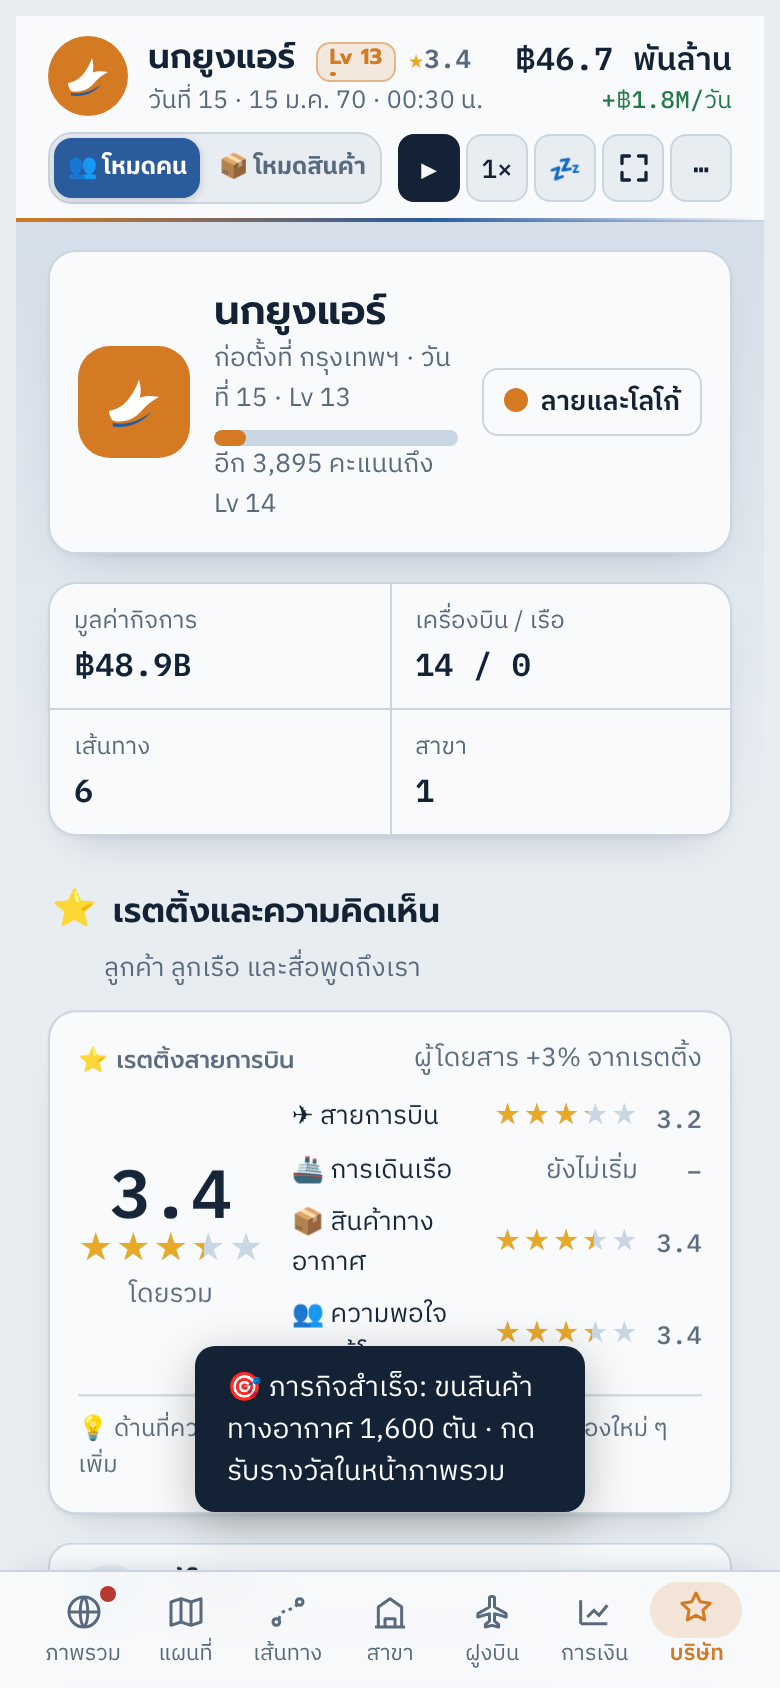 นกยูงแอร์ Lv 13 ★3.4 ฿46.7 พันล้าน
วันที่ 15 · 15 ม.ค. 70 · 00:30 น. +฿1.8M/วัน
👥 โหมดคน 📦 โหมดสินค้า ▶ 1× 💤 ⋯
นกยูงแอร์
ก่อตั้งที่ กรุงเทพฯ · วัน
ที่ 15 · Lv 13
ลายและโลโก้
อีก 3,895 คะแนนถึง
Lv 14
มูลค่ากิจการ เครื่องบิน / เรือ
฿48.9B 14 / 0
เส้นทาง สาขา
6 1
⭐ เรตติ้งและความคิดเห็น
ลูกค้า ลูกเรือ และสื่อพูดถึงเรา
⭐ เรตติ้งสายการบิน ผู้โดยสาร +3% จากเรตติ้ง
3.4
★★★★★
โดยรวม
✈ สายการบิน ★★★★★ 3.2
🚢 การเดินเรือ ยังไม่เริ่ม –
📦 สินค้าทาง
อากาศ ★★★★★ 3.4
👥 ความพอใจ
★★★★★ 3.4
🎯 ภารกิจสำเร็จ: ขนสินค้า
ทางอากาศ 1,600 ตัน · กด
รับรางวัลในหน้าภาพรวม
💡 ด้านที่คว
องใหม่ ๆ
เพิ่ม
ภาพรวม แผนที่ เส้นทาง สาขา ฝูงบิน การเงิน บริษัท